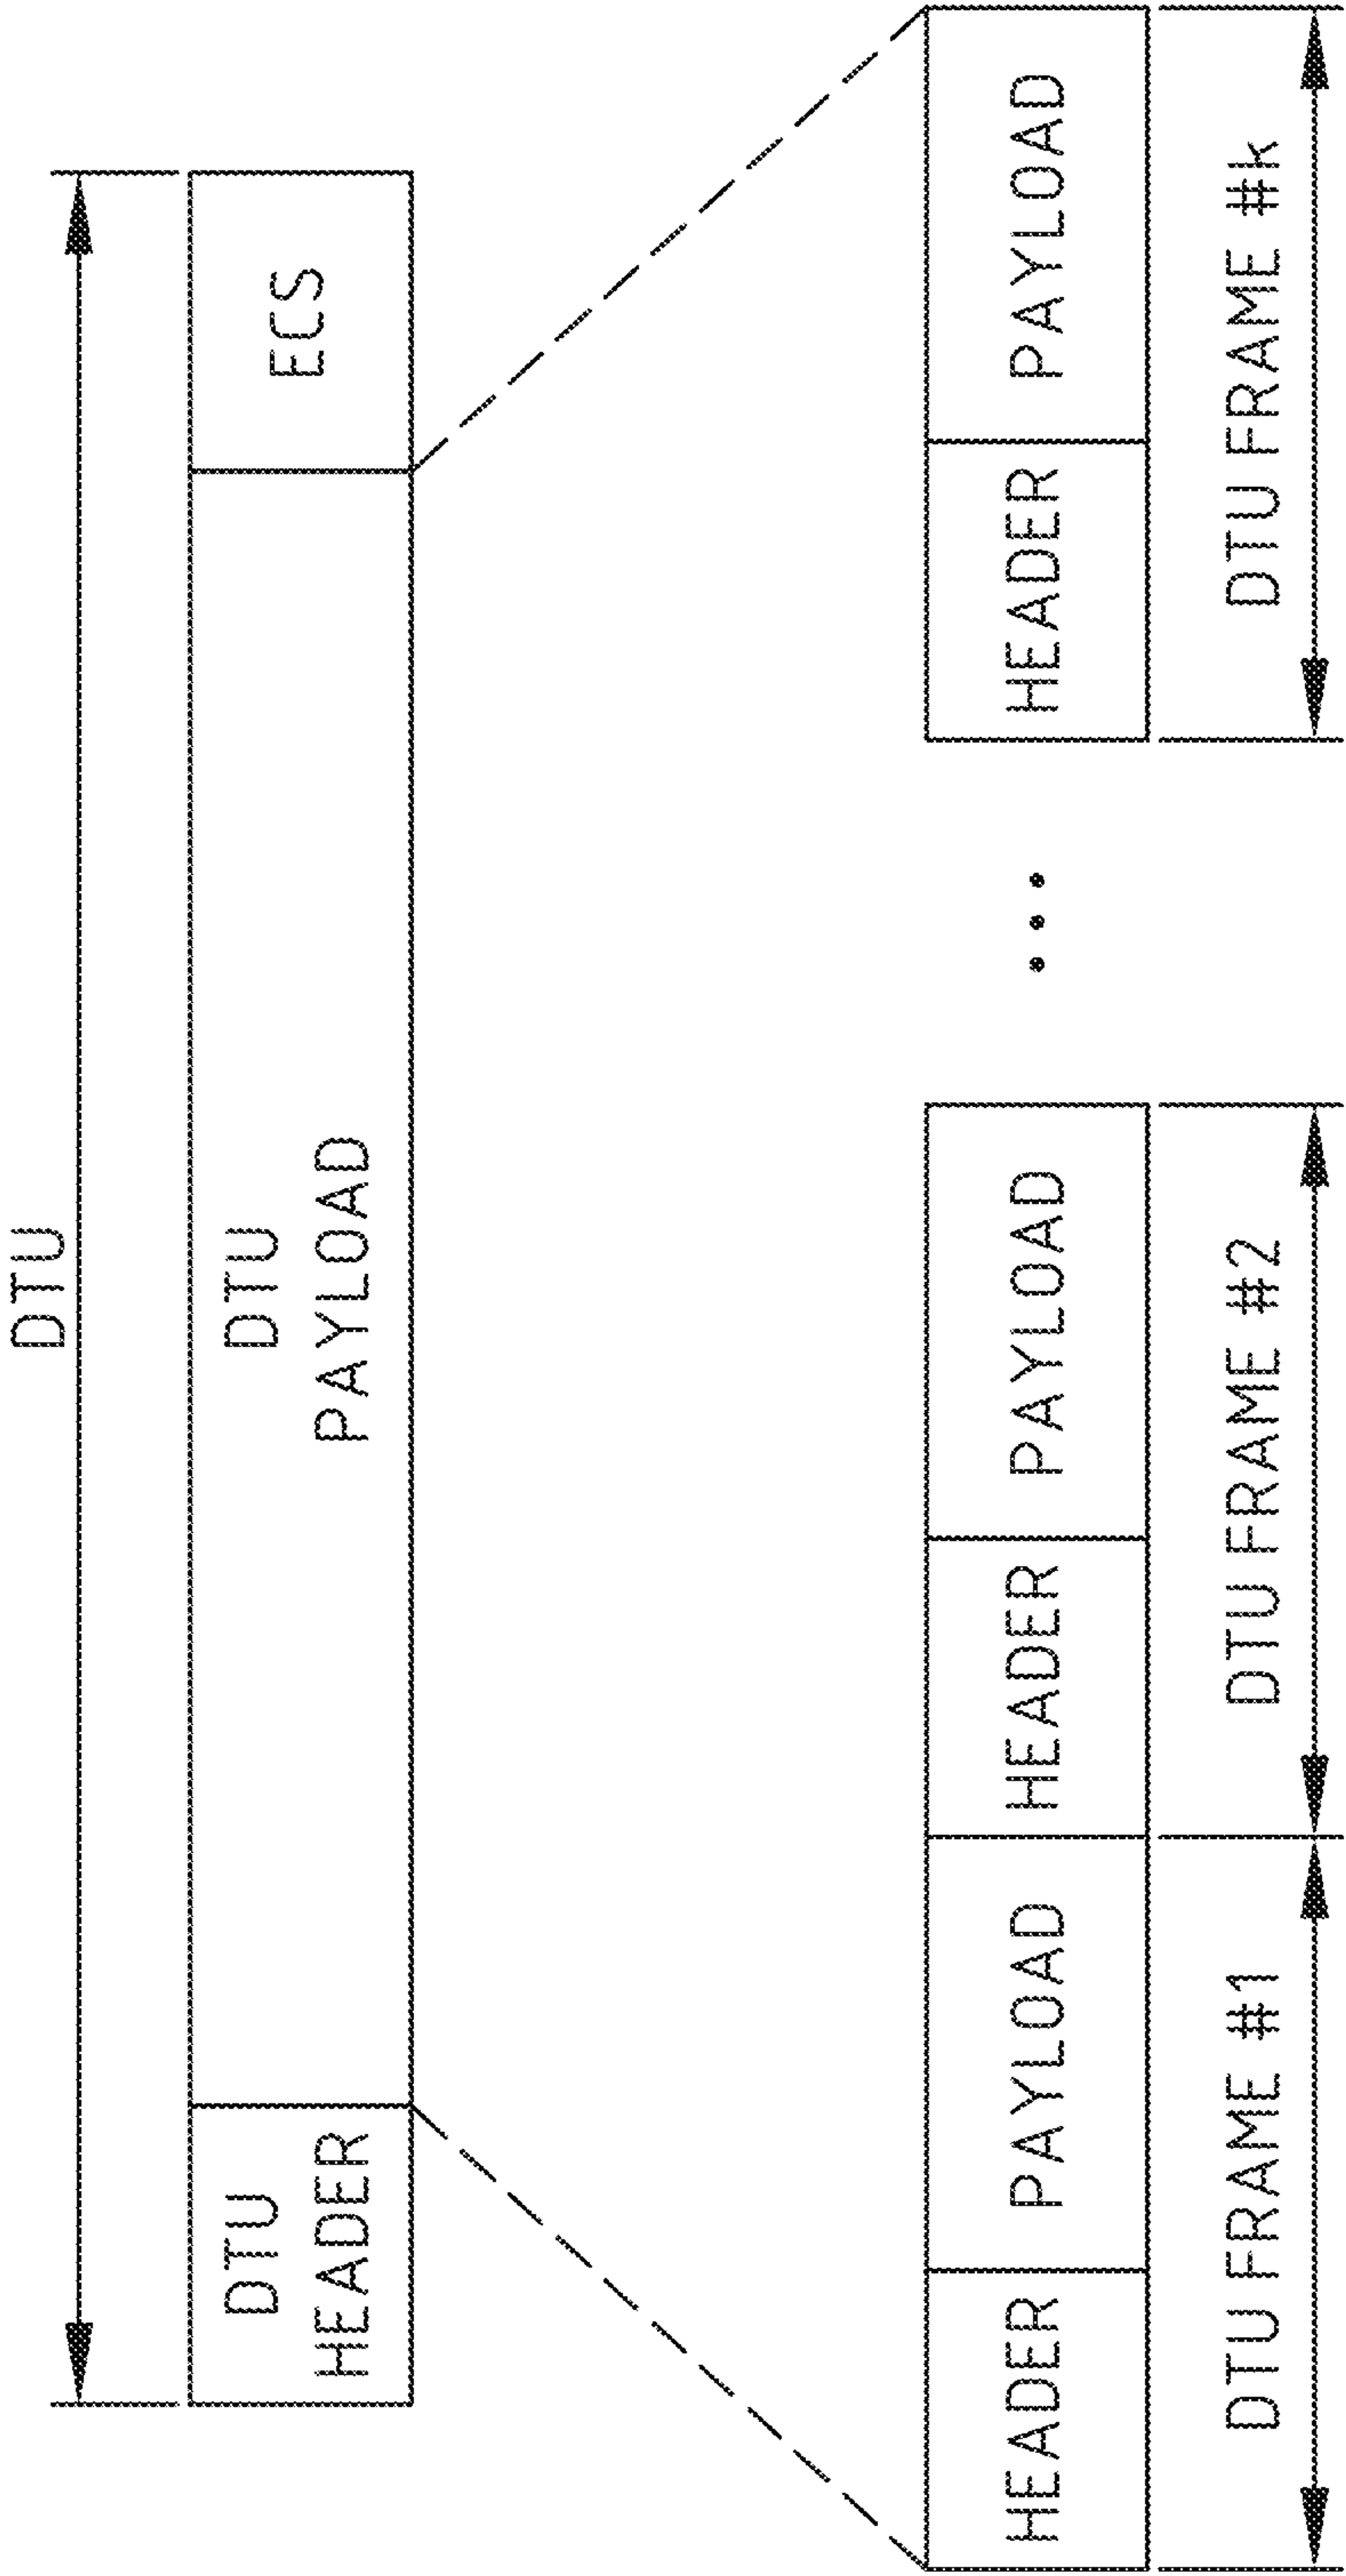 DTU
DTU
HEADER
DTU
PAYLOAD
ECS
HEADER
PAYLOAD
HEADER
PAYLOAD
...
HEADER
PAYLOAD
DTU FRAME #1
DTU FRAME #2
DTU FRAME #k